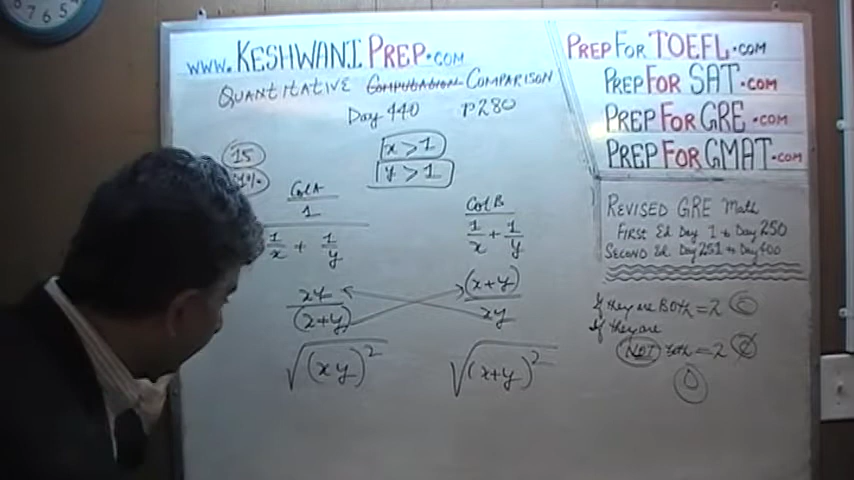 www.KESHWANI PREP.COM
QUANTITATIVE COMPUTATION COMPARISON
Day 440 P280
15
x > 1
y > 1
Col A
1
1/x + 1/y
xy
(x+y)
√(xy)²
Col B
1/x + 1/y
(x+y)
xy
√(x+y)²
PREP FOR TOEFL.COM
PREP FOR SAT.COM
PREP FOR GRE.COM
PREP FOR GMAT.COM
REVISED GRE Math
FIRST Ed Day 1 to Day 250
SECOND Ed Day 251 to Day 400
If they are BOTH = 2 C
If they are
NOT both = 2
D
7 6 5